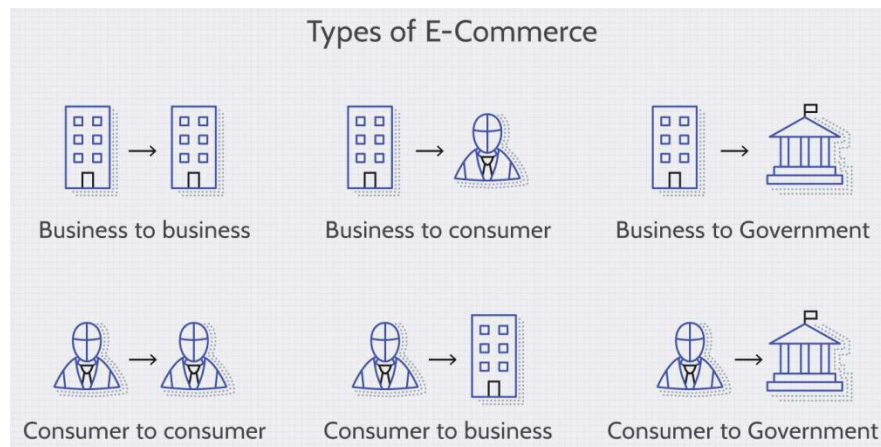 Types of E-Commerce
Business to business
Business to consumer
Business to Government
Consumer to consumer
Consumer to business
Consumer to Government